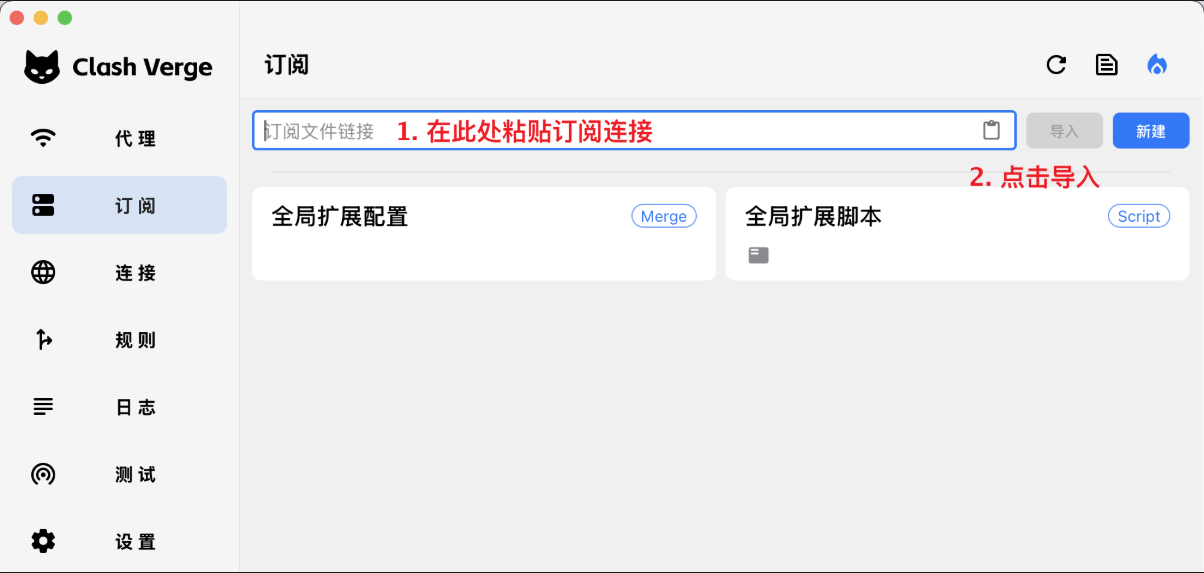 Clash Verge
订阅
代 理
订 阅
连 接
规 则
日 志
测 试
设 置
订阅文件链接
1. 在此处粘贴订阅连接
导入
新建
2. 点击导入
全局扩展配置
Merge
全局扩展脚本
Script